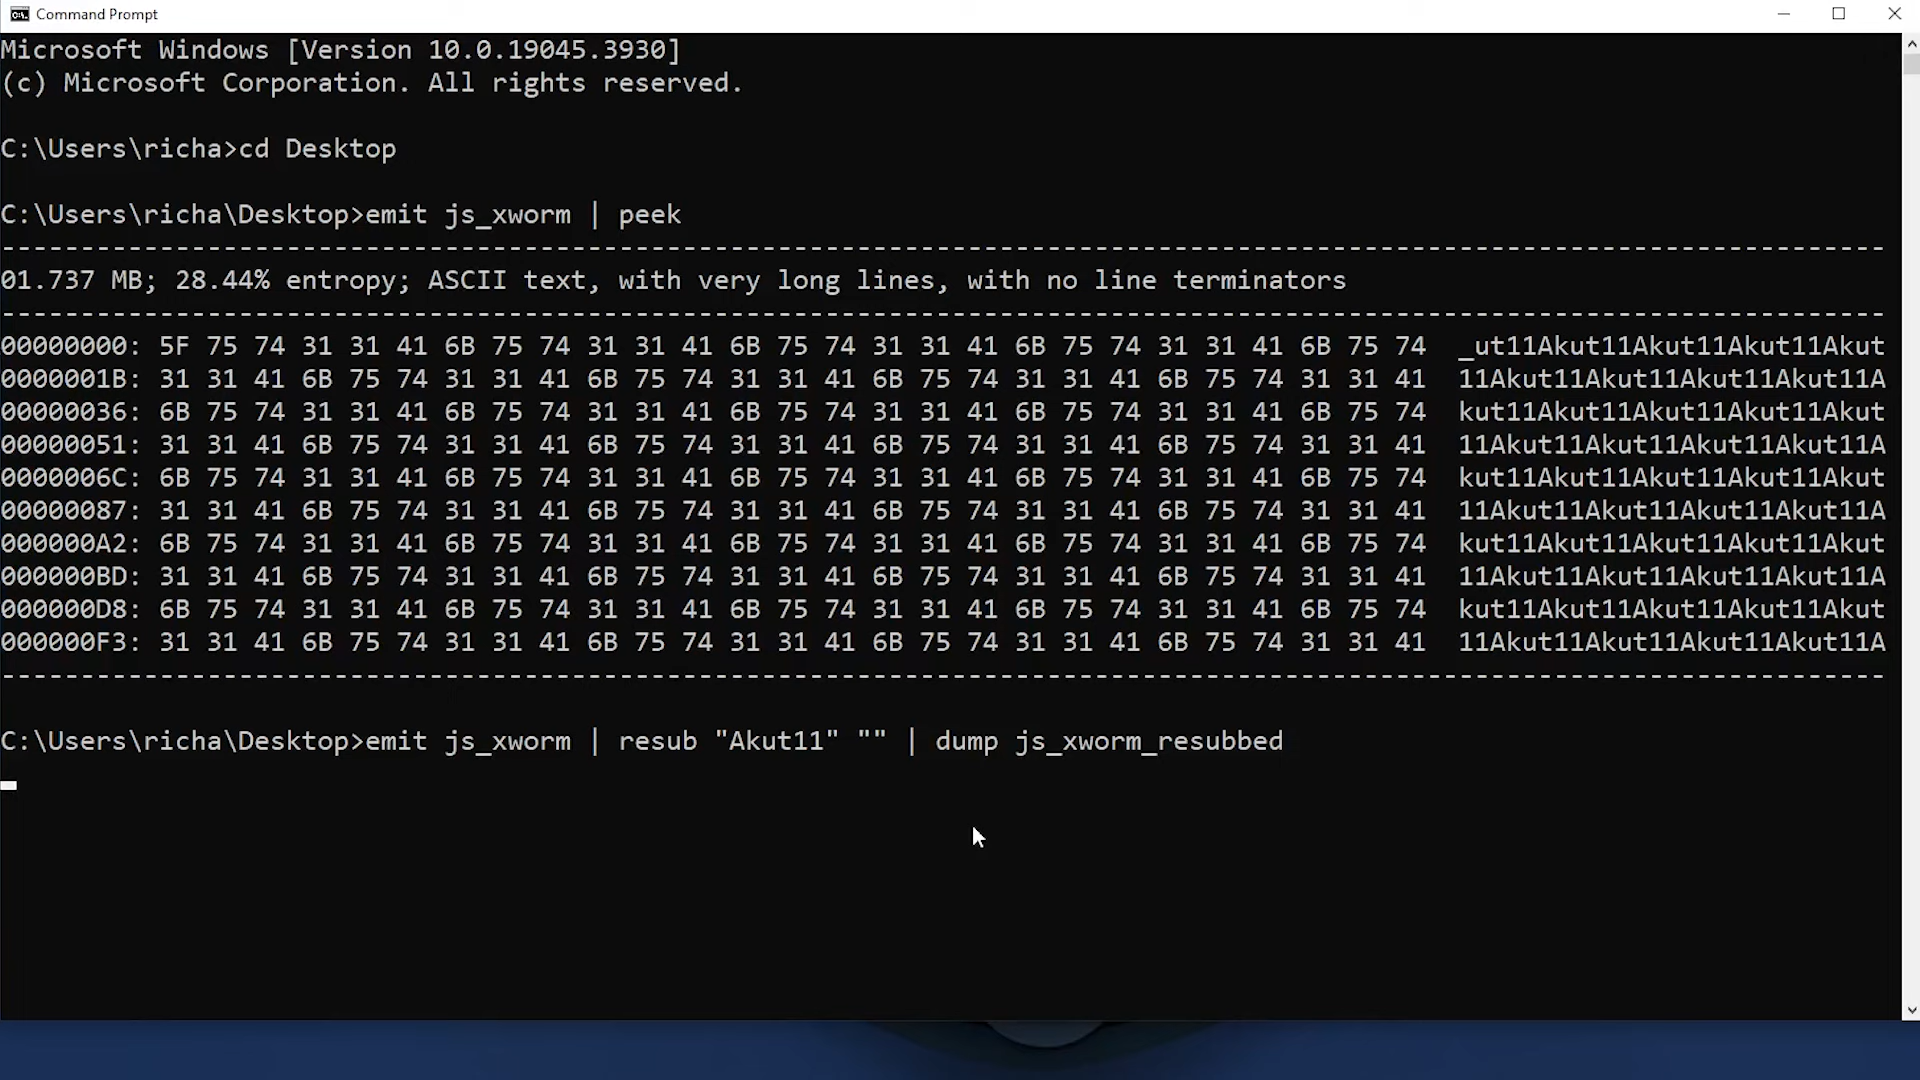 Command Prompt
Microsoft Windows [Version 10.0.19045.3930]
(c) Microsoft Corporation. All rights reserved.
C:\Users\richa>cd Desktop
C:\Users\richa\Desktop>emit js_xworm | peek
------------------------------------------------------------------------------------------------------------------------
01.737 MB; 28.44% entropy; ASCII text, with very long lines, with no line terminators
------------------------------------------------------------------------------------------------------------------------
00000000: 5F 75 74 31 31 41 6B 75 74 31 31 41 6B 75 74 31 31 41 6B 75 74 31 31 41 6B 75 74  _ut11Akut11Akut11Akut11Akut
0000001B: 31 31 41 6B 75 74 31 31 41 6B 75 74 31 31 41 6B 75 74 31 31 41 6B 75 74 31 31 41  11Akut11Akut11Akut11Akut11A
00000036: 6B 75 74 31 31 41 6B 75 74 31 31 41 6B 75 74 31 31 41 6B 75 74 31 31 41 6B 75 74  kut11Akut11Akut11Akut11Akut
00000051: 31 31 41 6B 75 74 31 31 41 6B 75 74 31 31 41 6B 75 74 31 31 41 6B 75 74 31 31 41  11Akut11Akut11Akut11Akut11A
0000006C: 6B 75 74 31 31 41 6B 75 74 31 31 41 6B 75 74 31 31 41 6B 75 74 31 31 41 6B 75 74  kut11Akut11Akut11Akut11Akut
00000087: 31 31 41 6B 75 74 31 31 41 6B 75 74 31 31 41 6B 75 74 31 31 41 6B 75 74 31 31 41  11Akut11Akut11Akut11Akut11A
000000A2: 6B 75 74 31 31 41 6B 75 74 31 31 41 6B 75 74 31 31 41 6B 75 74 31 31 41 6B 75 74  kut11Akut11Akut11Akut11Akut
000000BD: 31 31 41 6B 75 74 31 31 41 6B 75 74 31 31 41 6B 75 74 31 31 41 6B 75 74 31 31 41  11Akut11Akut11Akut11Akut11A
000000D8: 6B 75 74 31 31 41 6B 75 74 31 31 41 6B 75 74 31 31 41 6B 75 74 31 31 41 6B 75 74  kut11Akut11Akut11Akut11Akut
000000F3: 31 31 41 6B 75 74 31 31 41 6B 75 74 31 31 41 6B 75 74 31 31 41 6B 75 74 31 31 41  11Akut11Akut11Akut11Akut11A
------------------------------------------------------------------------------------------------------------------------
C:\Users\richa\Desktop>emit js_xworm | resub "Akut11" "" | dump js_xworm_resubbed